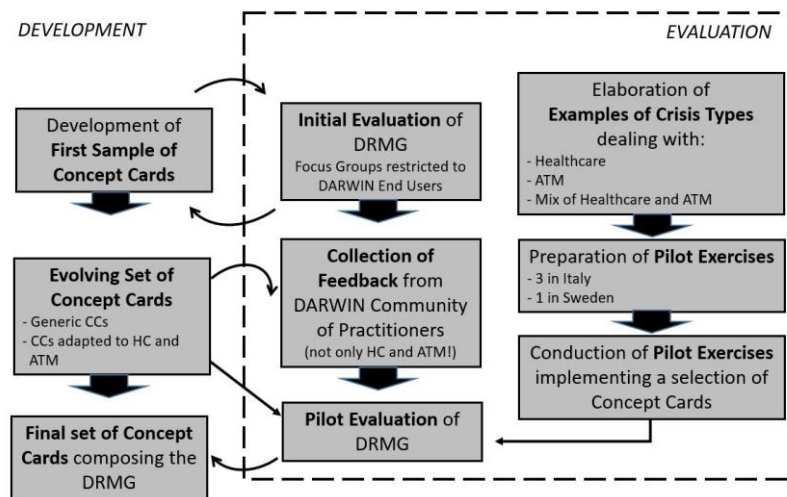 DEVELOPMENT
EVALUATION
Development of
First Sample of
Concept Cards
Evolving Set of
Concept Cards
- Generic CCs
- CCs adapted to HC and
ATM
Final set of Concept
Cards composing the
DRMG
Initial Evaluation of
DRMG
Focus Groups restricted to
DARWIN End Users
Collection of
Feedback from
DARWIN Community
of Practitioners
(not only HC and ATM!)
Pilot Evaluation of
DRMG
Elaboration of
Examples of Crisis Types
dealing with:
- Healthcare
- ATM
- Mix of Healthcare and ATM
Preparation of Pilot Exercises
- 3 in Italy
- 1 in Sweden
Conduction of Pilot Exercises
implementing a selection of
Concept Cards